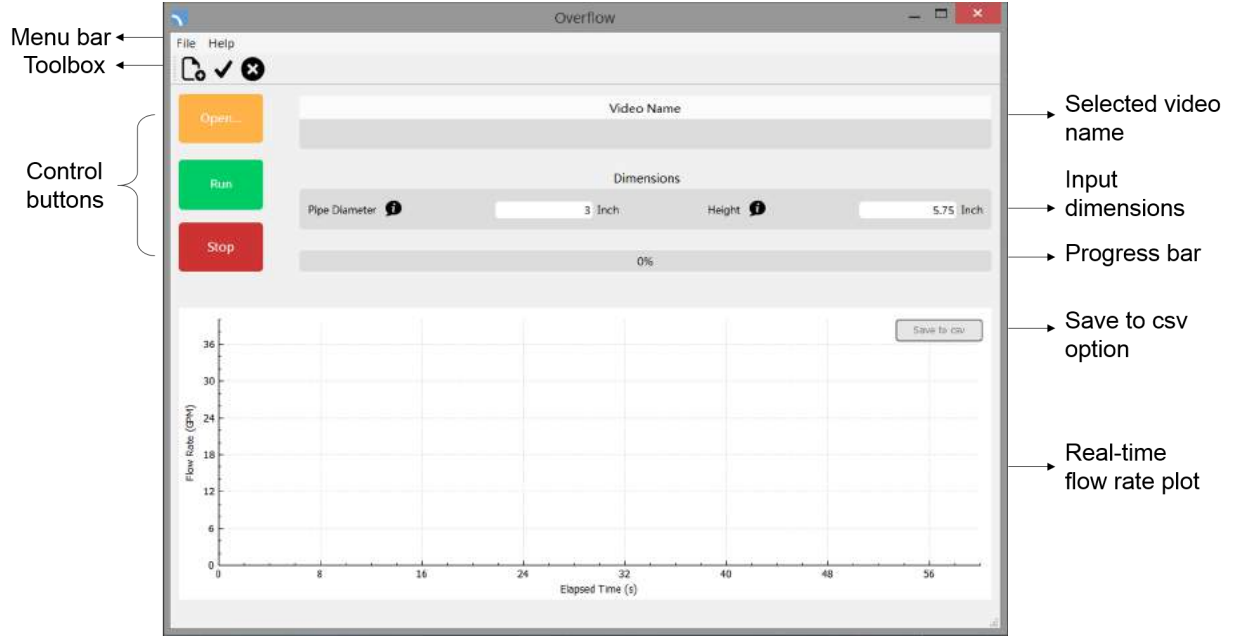 Overflow
Menu bar
File Help
Toolbox
Open...
Video Name
Selected video
name
Control
buttons
Run
Dimensions
Input
dimensions
Pipe Diameter
3 Inch
Height
5.75 Inch
Stop
0%
Progress bar
Save to csv
Save to csv
option
36
30
24
18
12
6
0
Flow Rate (GPM)
Real-time
flow rate plot
0 8 16 24 32 40 48 56
Elapsed Time (s)